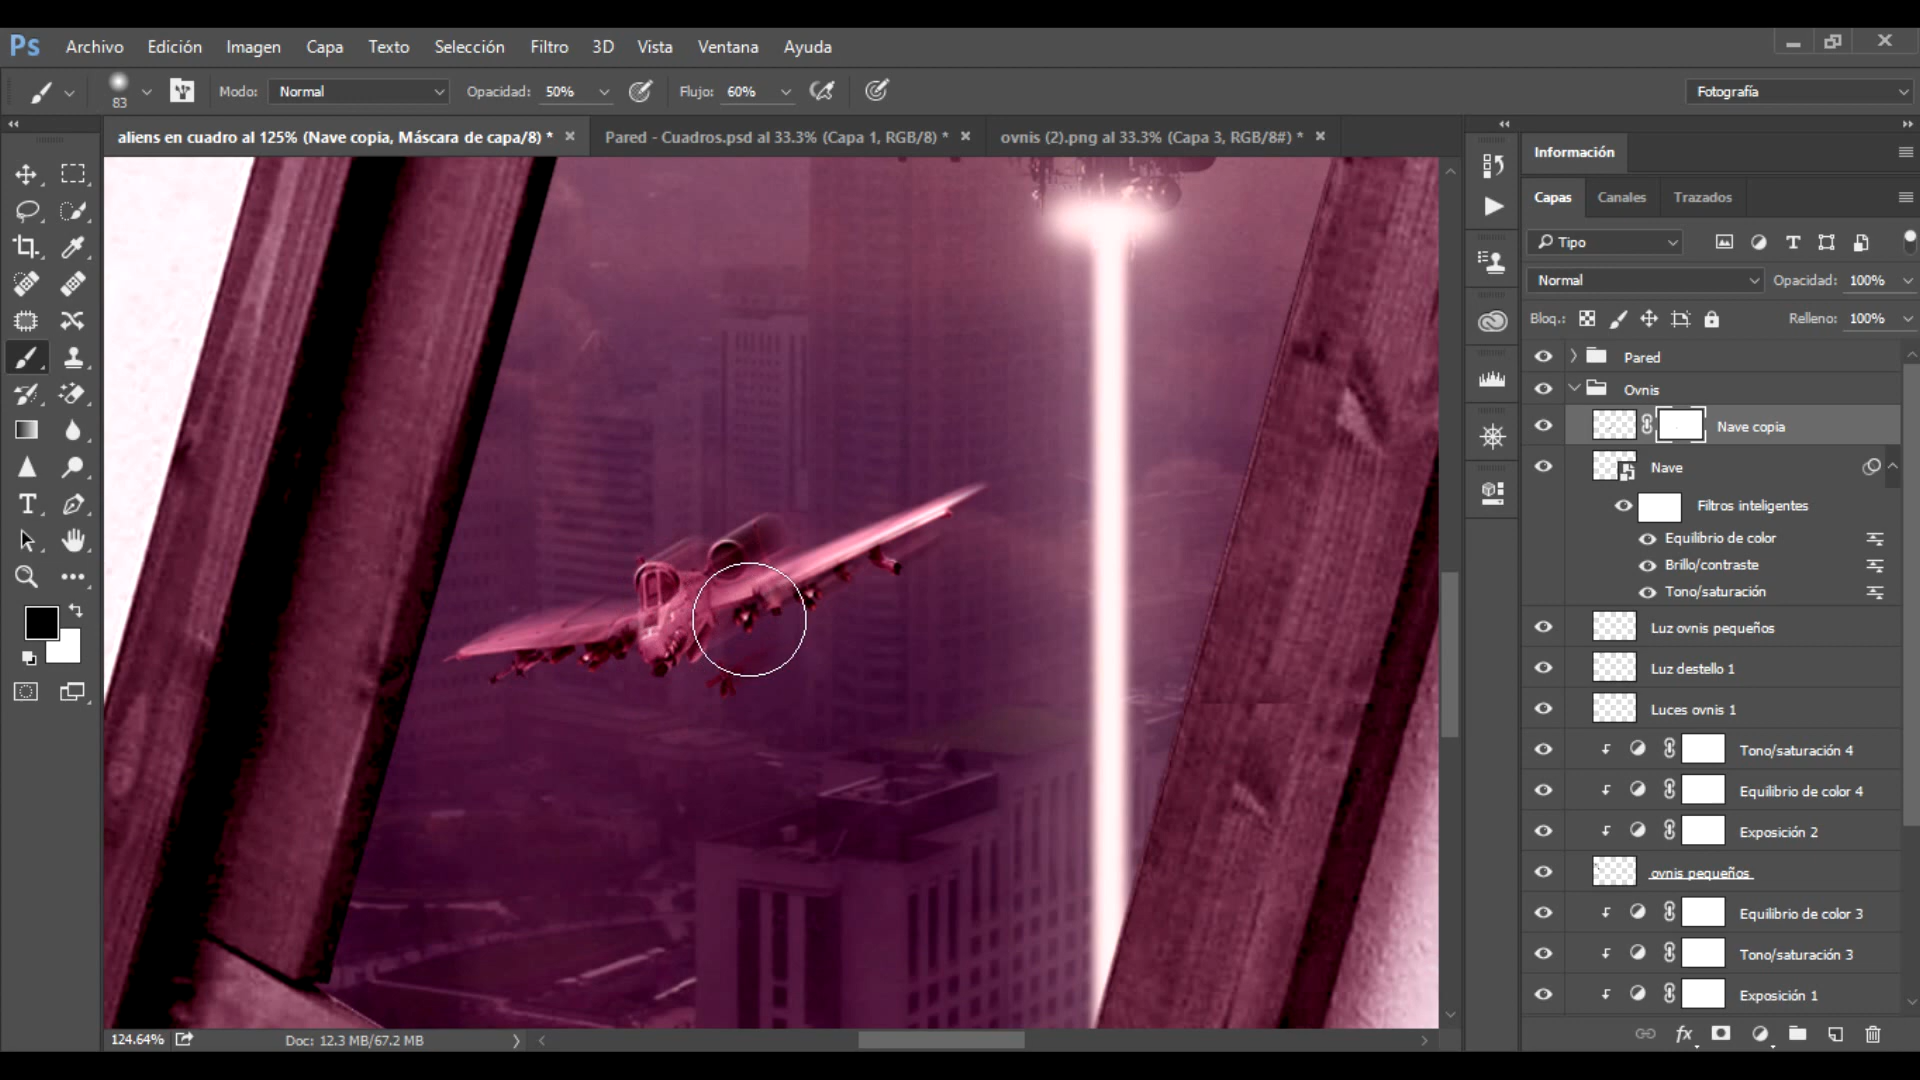 Ps Archivo Edición Imagen Capa Texto Selección Filtro 3D Vista Ventana Ayuda
83 Modo: Normal Opacidad: 50% Flujo: 60% Fotografía
aliens en cuadro al 125% (Nave copia, Máscara de capa/8) * Pared - Cuadros.psd al 33.3% (Capa 1, RGB/8) * ovnis (2).png al 33.3% (Capa 3, RGB/8#) *
Información
Capas Canales Trazados
Tipo
Normal Opacidad: 100%
Bloq.: Relleno: 100%
Pared
Ovnis
Nave copia
Nave
Filtros inteligentes
Equilibrio de color
Brillo/contraste
Tono/saturación
Luz ovnis pequeños
Luz destello 1
Luces ovnis 1
Tono/saturación 4
Equilibrio de color 4
Exposición 2
ovnis pequeños
Equilibrio de color 3
Tono/saturación 3
Exposición 1
124.64% Doc: 12.3 MB/67.2 MB